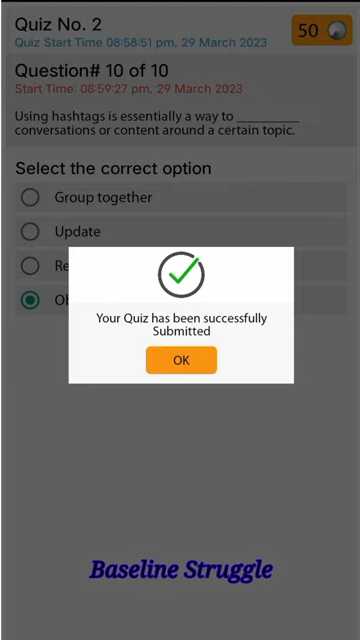 Quiz No. 2
Quiz Start Time 08:58:51 pm, 29 March 2023
50
Question# 10 of 10
Start Time: 08:59:27 pm, 29 March 2023
Using hashtags is essentially a way to _________
conversations or content around a certain topic.
Select the correct option
Group together
Update
Your Quiz has been successfully
Submitted
OK
Baseline Struggle